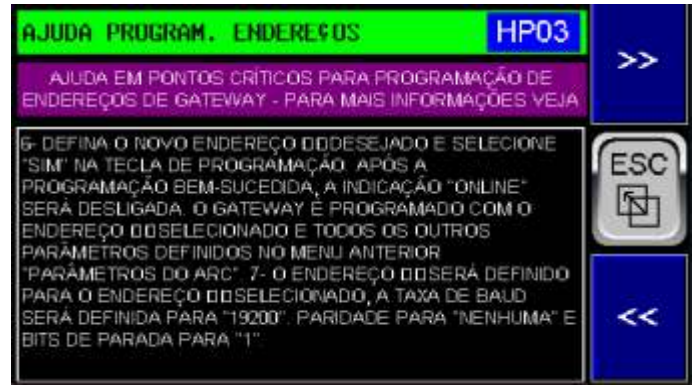 AJUDA PROGRAM. ENDEREÇOS
HP03
>>
AJUDA EM PONTOS CRÍTICOS PARA PROGRAMAÇÃO DE
ENDEREÇOS DE GATEWAY - PARA MAIS INFORMAÇÕES VEJA
6- DEFINA O NOVO ENDEREÇO □□DESEJADO E SELECIONE
"SIM" NA TECLA DE PROGRAMAÇÃO. APÓS A
PROGRAMAÇÃO BEM-SUCEDIDA, A INDICAÇÃO "ONLINE"
SERÁ DESLIGADA. O GATEWAY É PROGRAMADO COM O
ENDEREÇO □□SELECIONADO E TODOS OS OUTROS
PARÂMETROS DEFINIDOS NO MENU ANTERIOR
"PARÂMETROS DO ARC". 7- O ENDEREÇO □□SERÁ DEFINIDO
PARA O ENDEREÇO □□SELECIONADO, A TAXA DE BAUD
SERÁ DEFINIDA PARA "19200". PARIDADE PARA "NENHUMA" E
BITS DE PARADA PARA "1"
ESC
<<